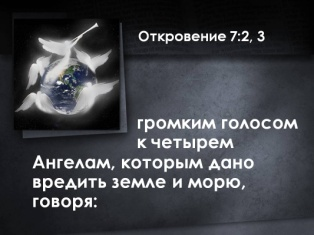 Откровение 7:2, 3
громким голосом
к четырем
Ангелам, которым дано
вредить земле и морю,
говоря: